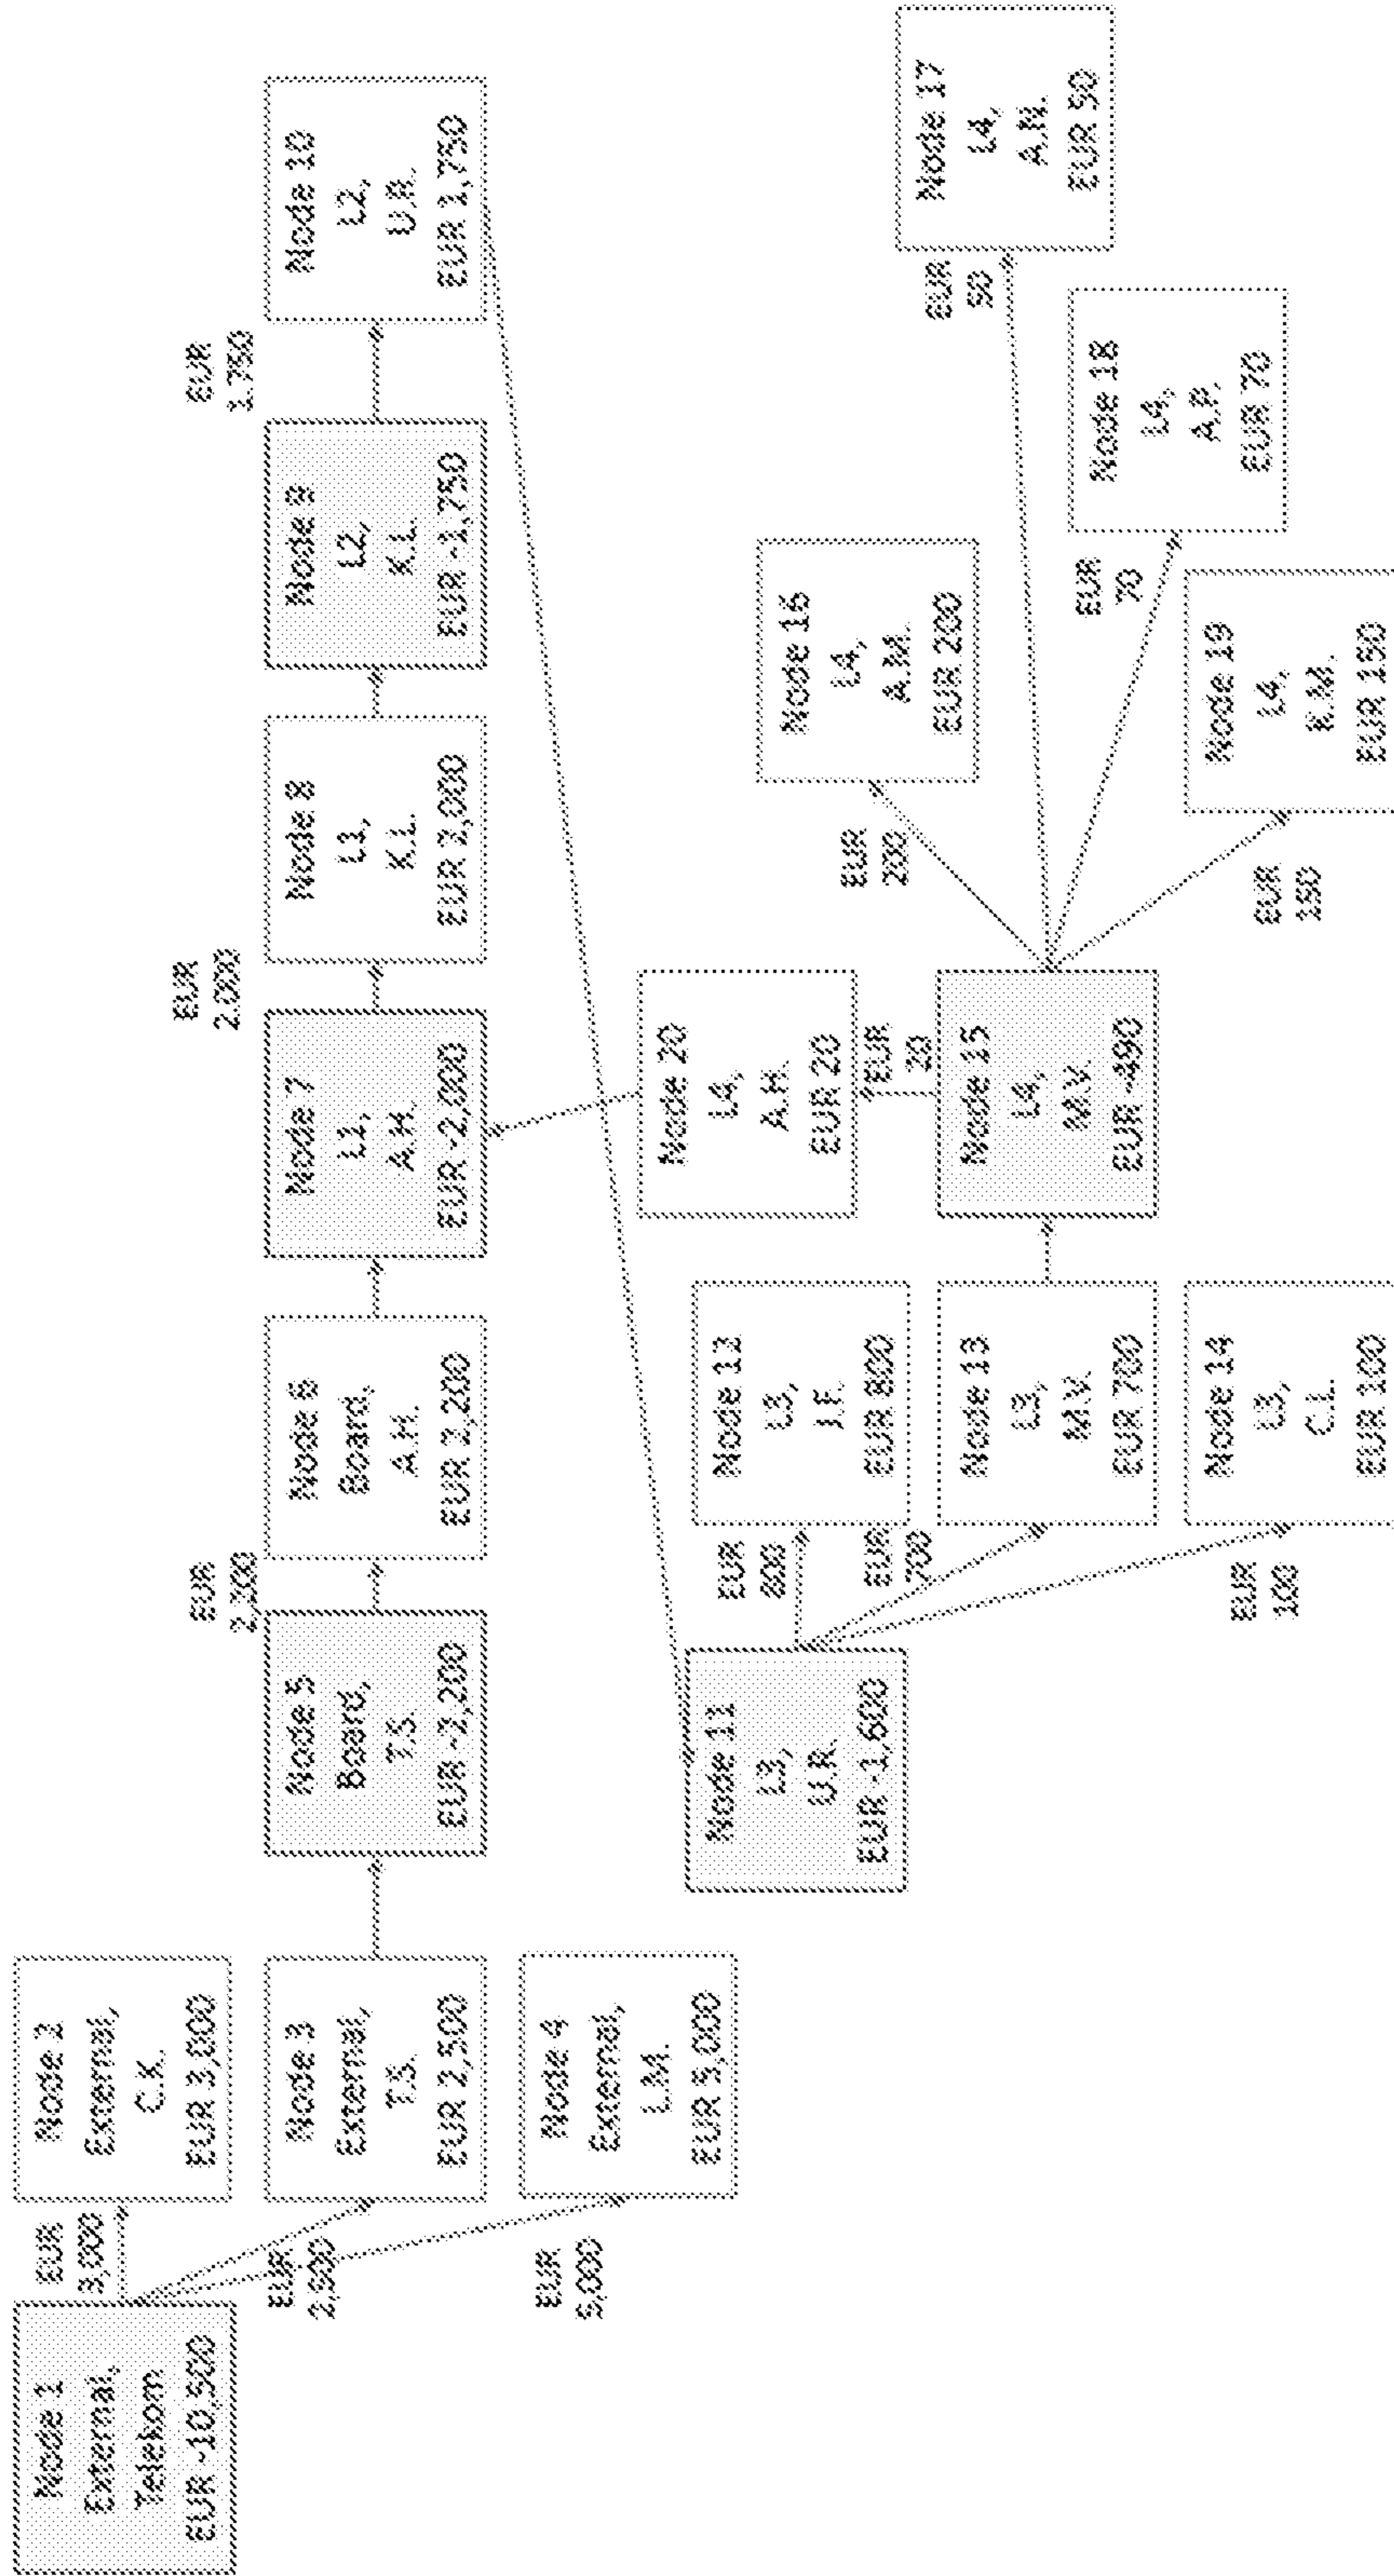 Node 1
External,
Telekom
EUR -10,500
EUR
3,000
EUR
2,500
EUR
5,000
Node 2
External,
C.K.
EUR 3,000
Node 3
External,
T.S.
EUR 2,500
Node 4
External,
L.M.
EUR 5,000
Node 5
Board,
T.S.
EUR -2,200
EUR
2,200
Node 6
Board,
A.H.
EUR 2,200
Node 7
L1,
A.H.
EUR -2,000
EUR
2.000
Node 8
L1,
K.L.
EUR 2,000
Node 9
L2,
K.L.
EUR -1,750
EUR
1.750
Node 10
L2,
U.R.
EUR 1,750
Node 11
L3,
U.R.
EUR -1,600
EUR
800
EUR
700
EUR
100
Node 12
L3,
J.F.
EUR 800
Node 13
L3,
M.V.
EUR 700
Node 14
L3,
C.L.
EUR 100
Node 20
L4,
A.H.
EUR 20
EUR
20
Node 15
L4,
M.V.
EUR -490
EUR
200
EUR
150
Node 16
L4,
A.M.
EUR 200
EUR
70
Node 19
L4,
K.M.
EUR 150
EUR
50
Node 18
L4,
A.P.
EUR 70
Node 17
L4,
A.N.
EUR 50